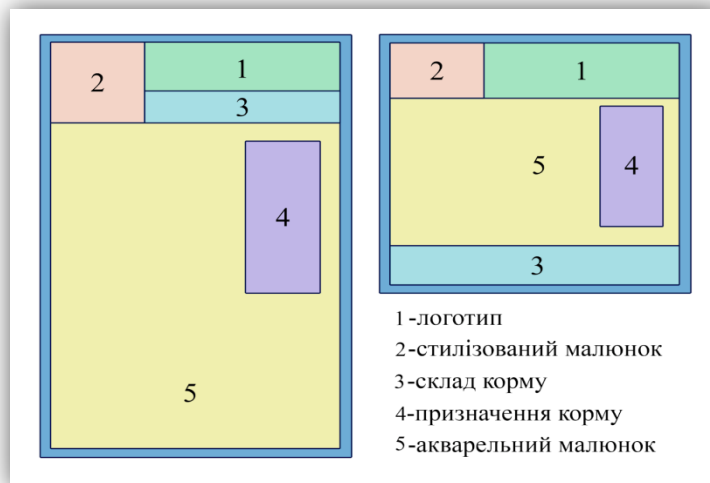 2
1
3
4
5
2
1
5
4
3
1-логотип
2-стилізований малюнок
3-склад корму
4-призначення корму
5-акварельний малюнок